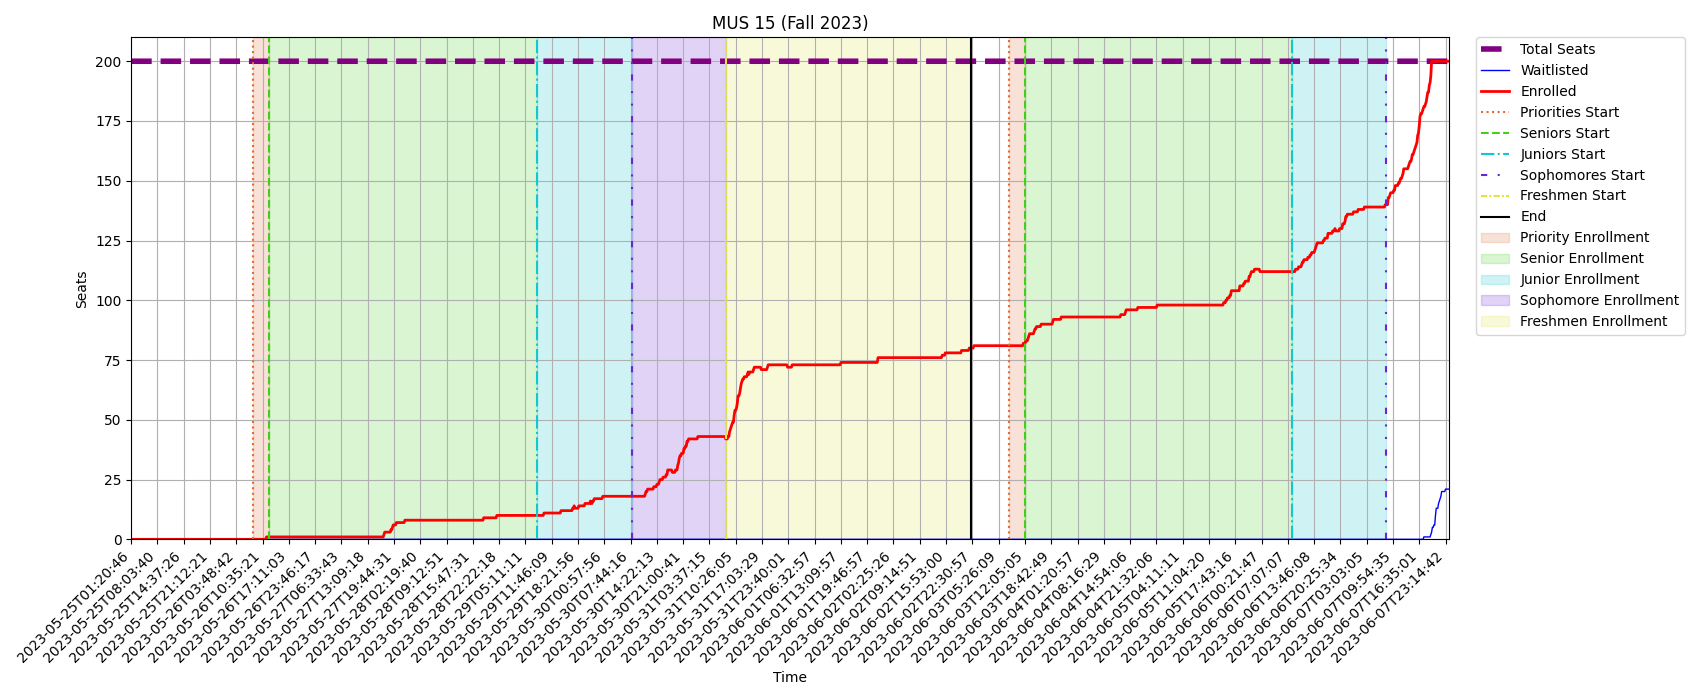 MUS 15 (Fall 2023)
Seats
200
175
150
125
100
75
50
25
0
2023-05-25T01:20:46
2023-05-25T08:03:40
2023-05-25T14:37:26
2023-05-25T21:12:21
2023-05-26T03:48:42
2023-05-26T10:35:21
2023-05-26T17:11:03
2023-05-26T23:46:17
2023-05-27T06:33:43
2023-05-27T13:09:18
2023-05-27T19:44:31
2023-05-28T02:19:40
2023-05-28T09:12:51
2023-05-28T15:47:31
2023-05-28T22:22:18
2023-05-29T05:11:11
2023-05-29T11:46:09
2023-05-29T18:21:56
2023-05-30T00:57:56
2023-05-30T07:44:16
2023-05-30T14:22:13
2023-05-30T21:00:41
2023-05-31T03:37:15
2023-05-31T10:26:05
2023-05-31T17:03:29
2023-05-31T23:40:01
2023-06-01T06:32:57
2023-06-01T13:09:57
2023-06-01T19:46:57
2023-06-02T02:25:26
2023-06-02T09:14:51
2023-06-02T15:53:00
2023-06-02T22:30:57
2023-06-03T05:26:09
2023-06-03T12:05:05
2023-06-03T18:42:49
2023-06-04T01:20:57
2023-06-04T08:16:29
2023-06-04T14:54:06
2023-06-04T21:32:06
2023-06-05T04:11:11
2023-06-05T11:04:20
2023-06-05T17:43:16
2023-06-06T00:21:47
2023-06-06T07:07:07
2023-06-06T13:46:08
2023-06-06T20:25:34
2023-06-07T03:03:05
2023-06-07T09:54:35
2023-06-07T16:35:01
2023-06-07T23:14:42
Time
Total Seats
Waitlisted
Enrolled
Priorities Start
Seniors Start
Juniors Start
Sophomores Start
Freshmen Start
End
Priority Enrollment
Senior Enrollment
Junior Enrollment
Sophomore Enrollment
Freshmen Enrollment